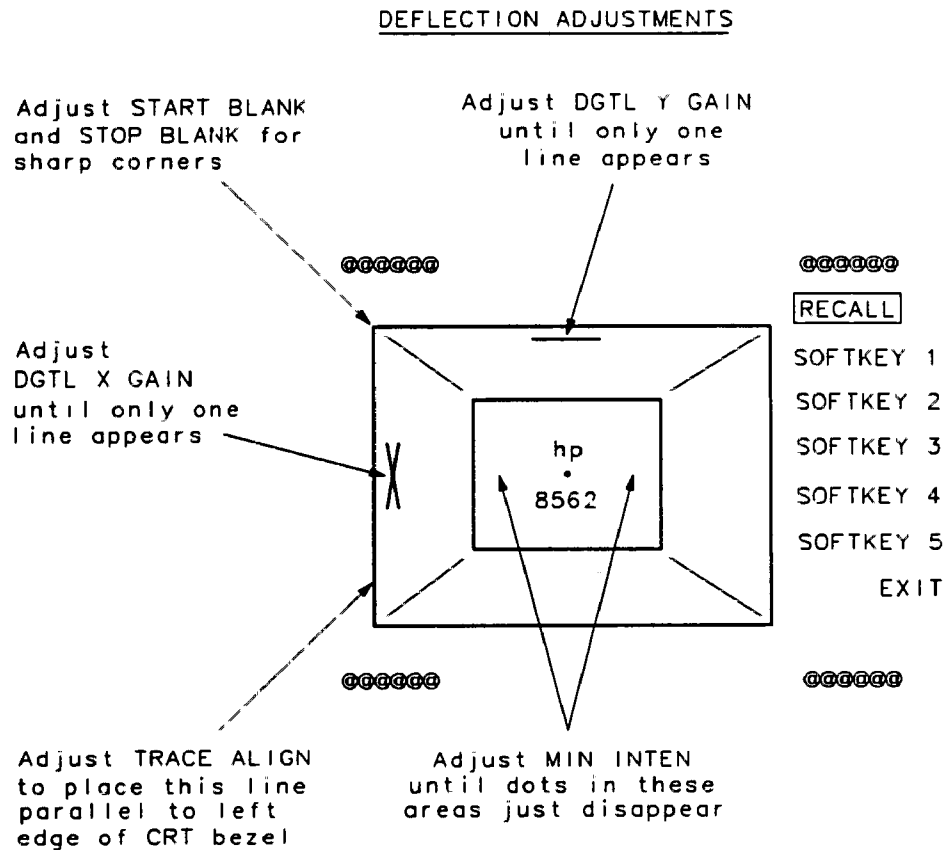 DEFLECTION ADJUSTMENTS
Adjust START BLANK
and STOP BLANK for
sharp corners
Adjust DGTL Y GAIN
until only one
line appears
@@@@@@
@@@@@@
RECALL
SOFTKEY 1
SOFTKEY 2
SOFTKEY 3
SOFTKEY 4
SOFTKEY 5
EXIT
Adjust
DGTL X GAIN
until only one
line appears
hp
8562
@@@@@@
@@@@@@
Adjust TRACE ALIGN
to place this line
parallel to left
edge of CRT bezel
Adjust MIN INTEN
until dots in these
areas just disappear